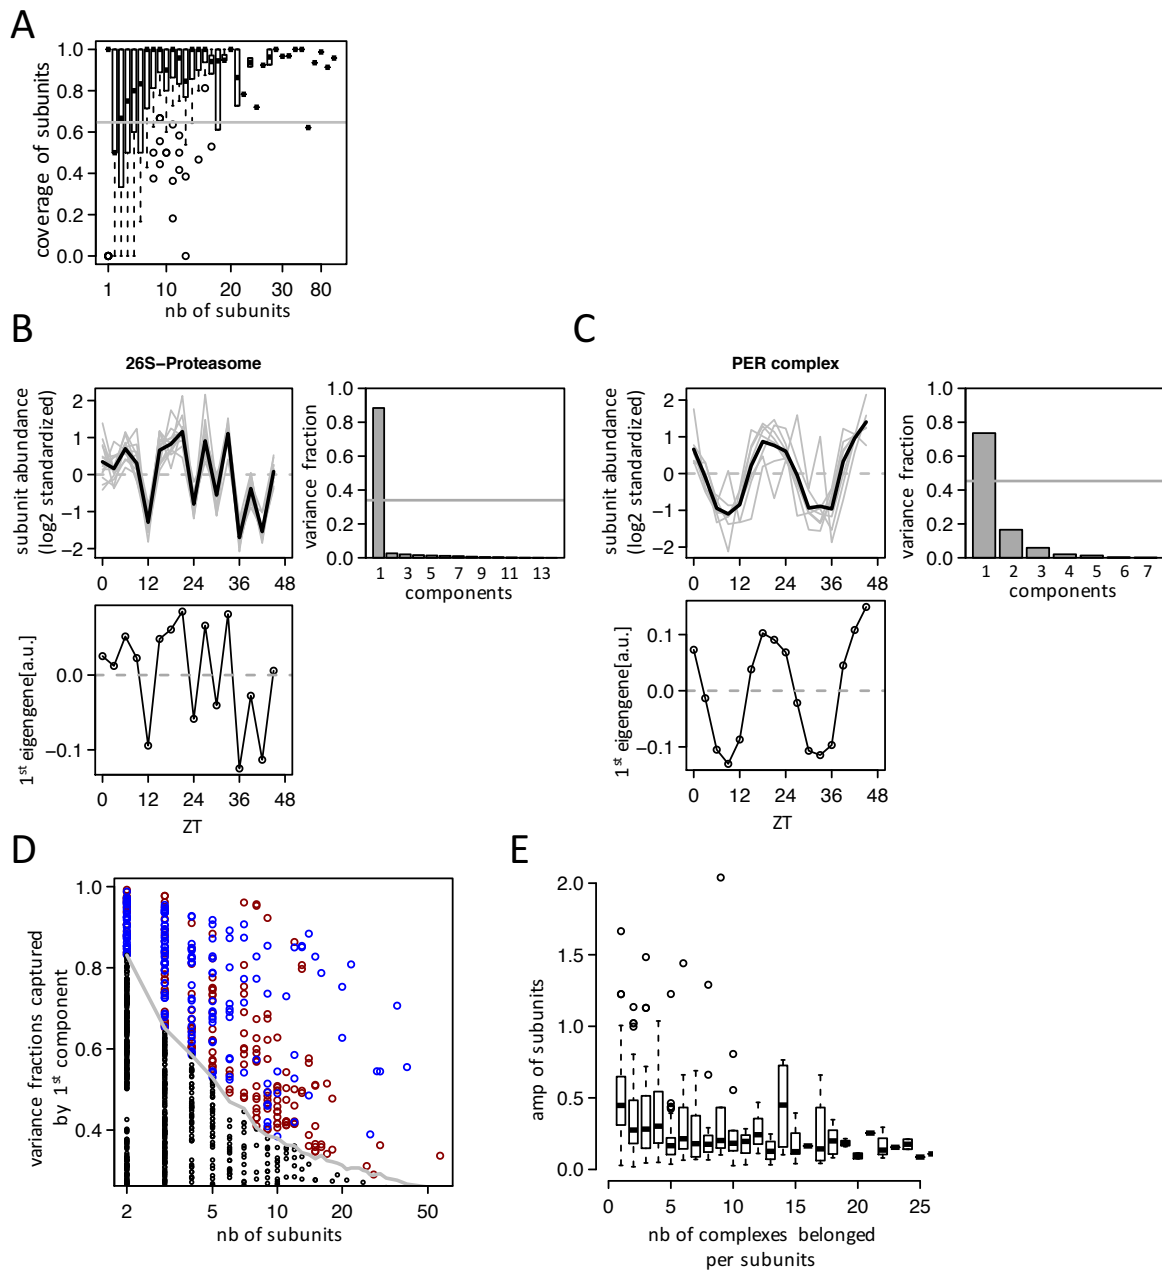 A
coverage of subunits
1.0
0.8
0.6
0.4
0.2
0.0
1 10 20 30 80
nb of subunits
B
26S−Proteasome
subunit abundance
(log2 standardized)
2
1
0
−1
−2
0 12 24 36 48
variance fraction
1.0
0.8
0.6
0.4
0.2
0.0
1 3 5 7 9 11 13
components
1st eigengene[a.u.]
0.0
−0.1
0 12 24 36 48
ZT
C
PER complex
subunit abundance
(log2 standardized)
2
1
0
−1
−2
0 12 24 36 48
variance fraction
1.0
0.8
0.6
0.4
0.2
0.0
1 2 3 4 5 6 7
components
1st eigengene[a.u.]
0.1
0.0
−0.1
0 12 24 36 48
ZT
D
variance fractions captured
by 1st component
1.0
0.8
0.6
0.4
2 5 10 20 50
nb of subunits
E
amp of subunits
2.0
1.5
1.0
0.5
0.0
0 5 10 15 20 25
nb of complexes belonged
per subunits